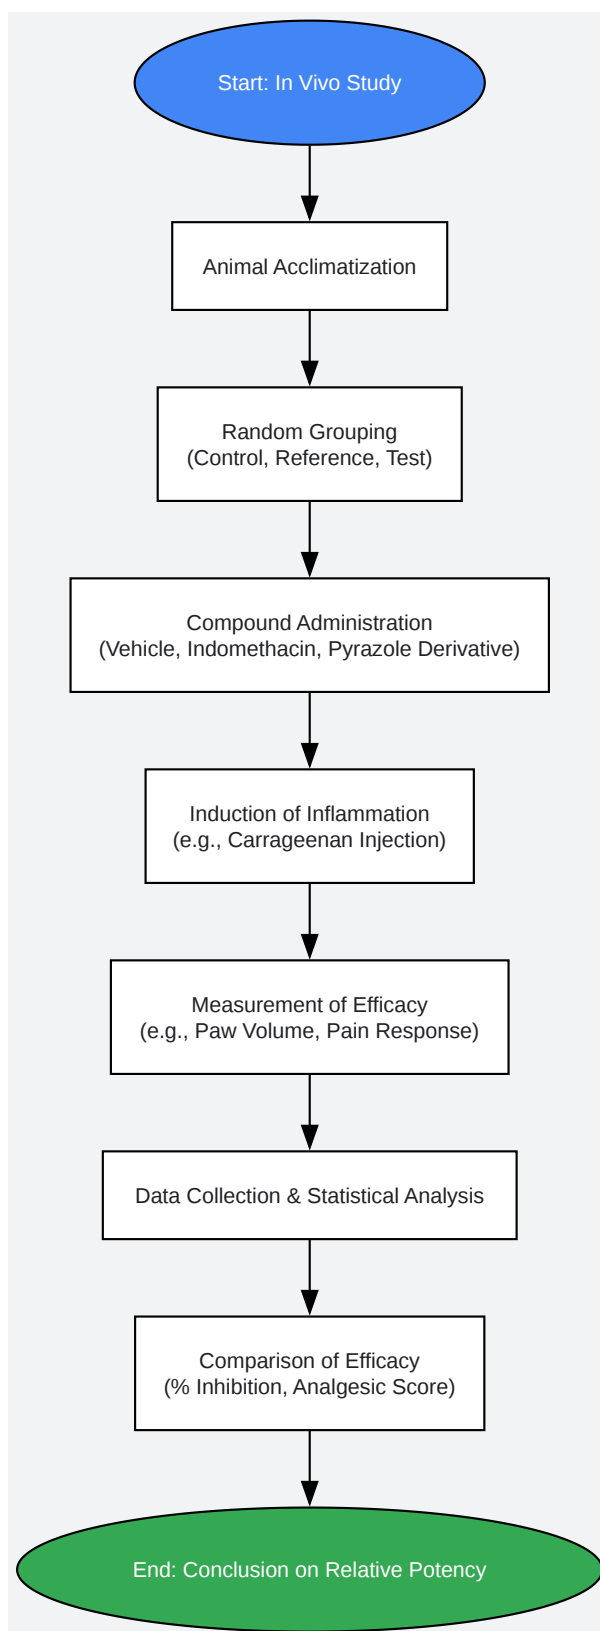 Start: In Vivo Study
Animal Acclimatization
Random Grouping
(Control, Reference, Test)
Compound Administration
(Vehicle, Indomethacin, Pyrazole Derivative)
Induction of Inflammation
(e.g., Carrageenan Injection)
Measurement of Efficacy
(e.g., Paw Volume, Pain Response)
Data Collection & Statistical Analysis
Comparison of Efficacy
(% Inhibition, Analgesic Score)
End: Conclusion on Relative Potency